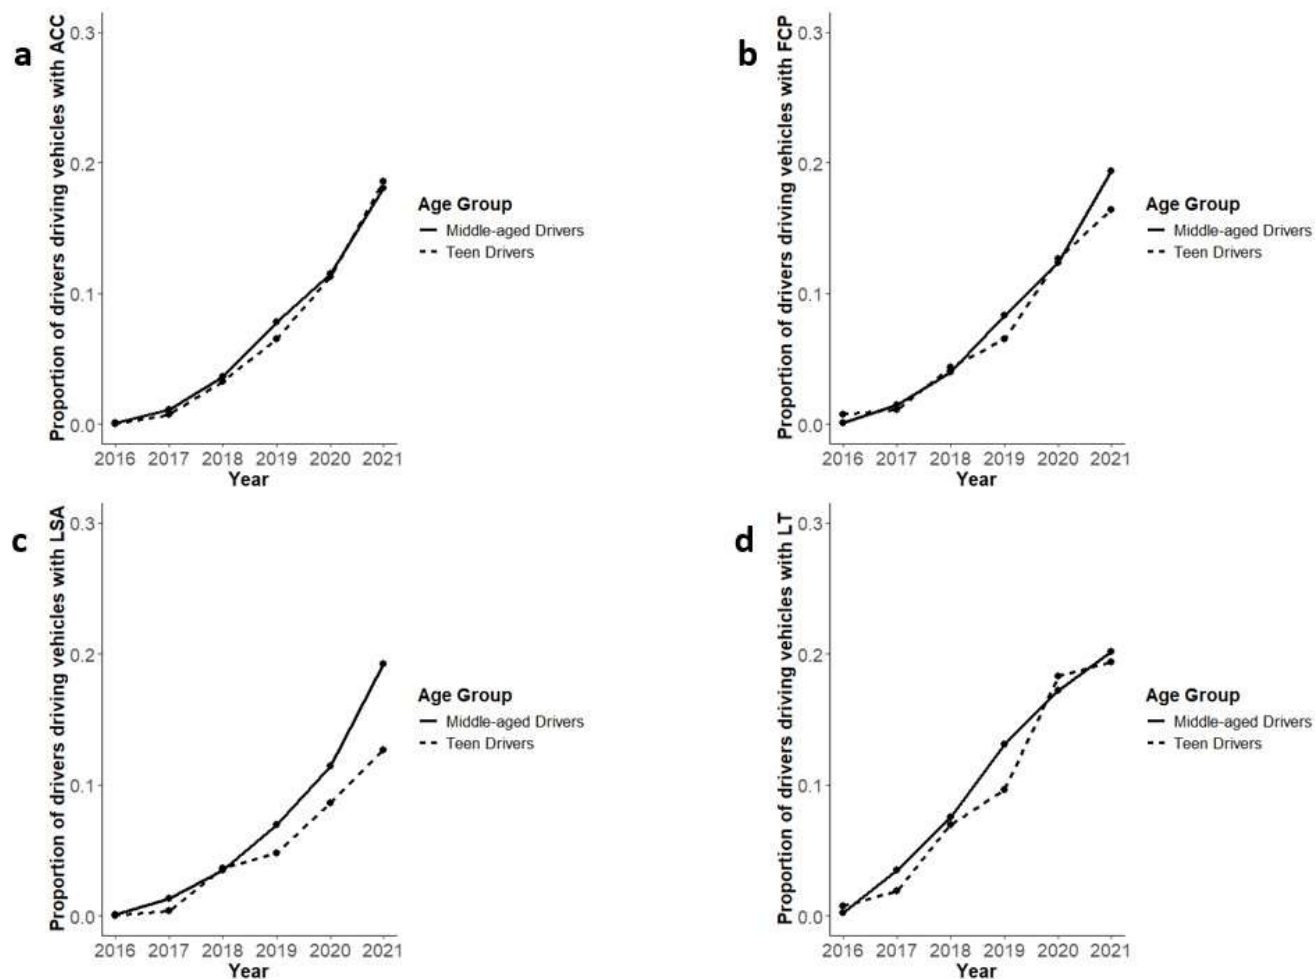 a
Proportion of drivers driving vehicles with ACC
0.3
0.2
0.1
0.0
2016 2017 2018 2019 2020 2021
Year
Age Group
Middle-aged Drivers
Teen Drivers
b
Proportion of drivers driving vehicles with FCP
0.3
0.2
0.1
0.0
2016 2017 2018 2019 2020 2021
Year
Age Group
Middle-aged Drivers
Teen Drivers
c
Proportion of drivers driving vehicles with LSA
0.3
0.2
0.1
0.0
2016 2017 2018 2019 2020 2021
Year
Age Group
Middle-aged Drivers
Teen Drivers
d
Proportion of drivers driving vehicles with LT
0.3
0.2
0.1
0.0
2016 2017 2018 2019 2020 2021
Year
Age Group
Middle-aged Drivers
Teen Drivers